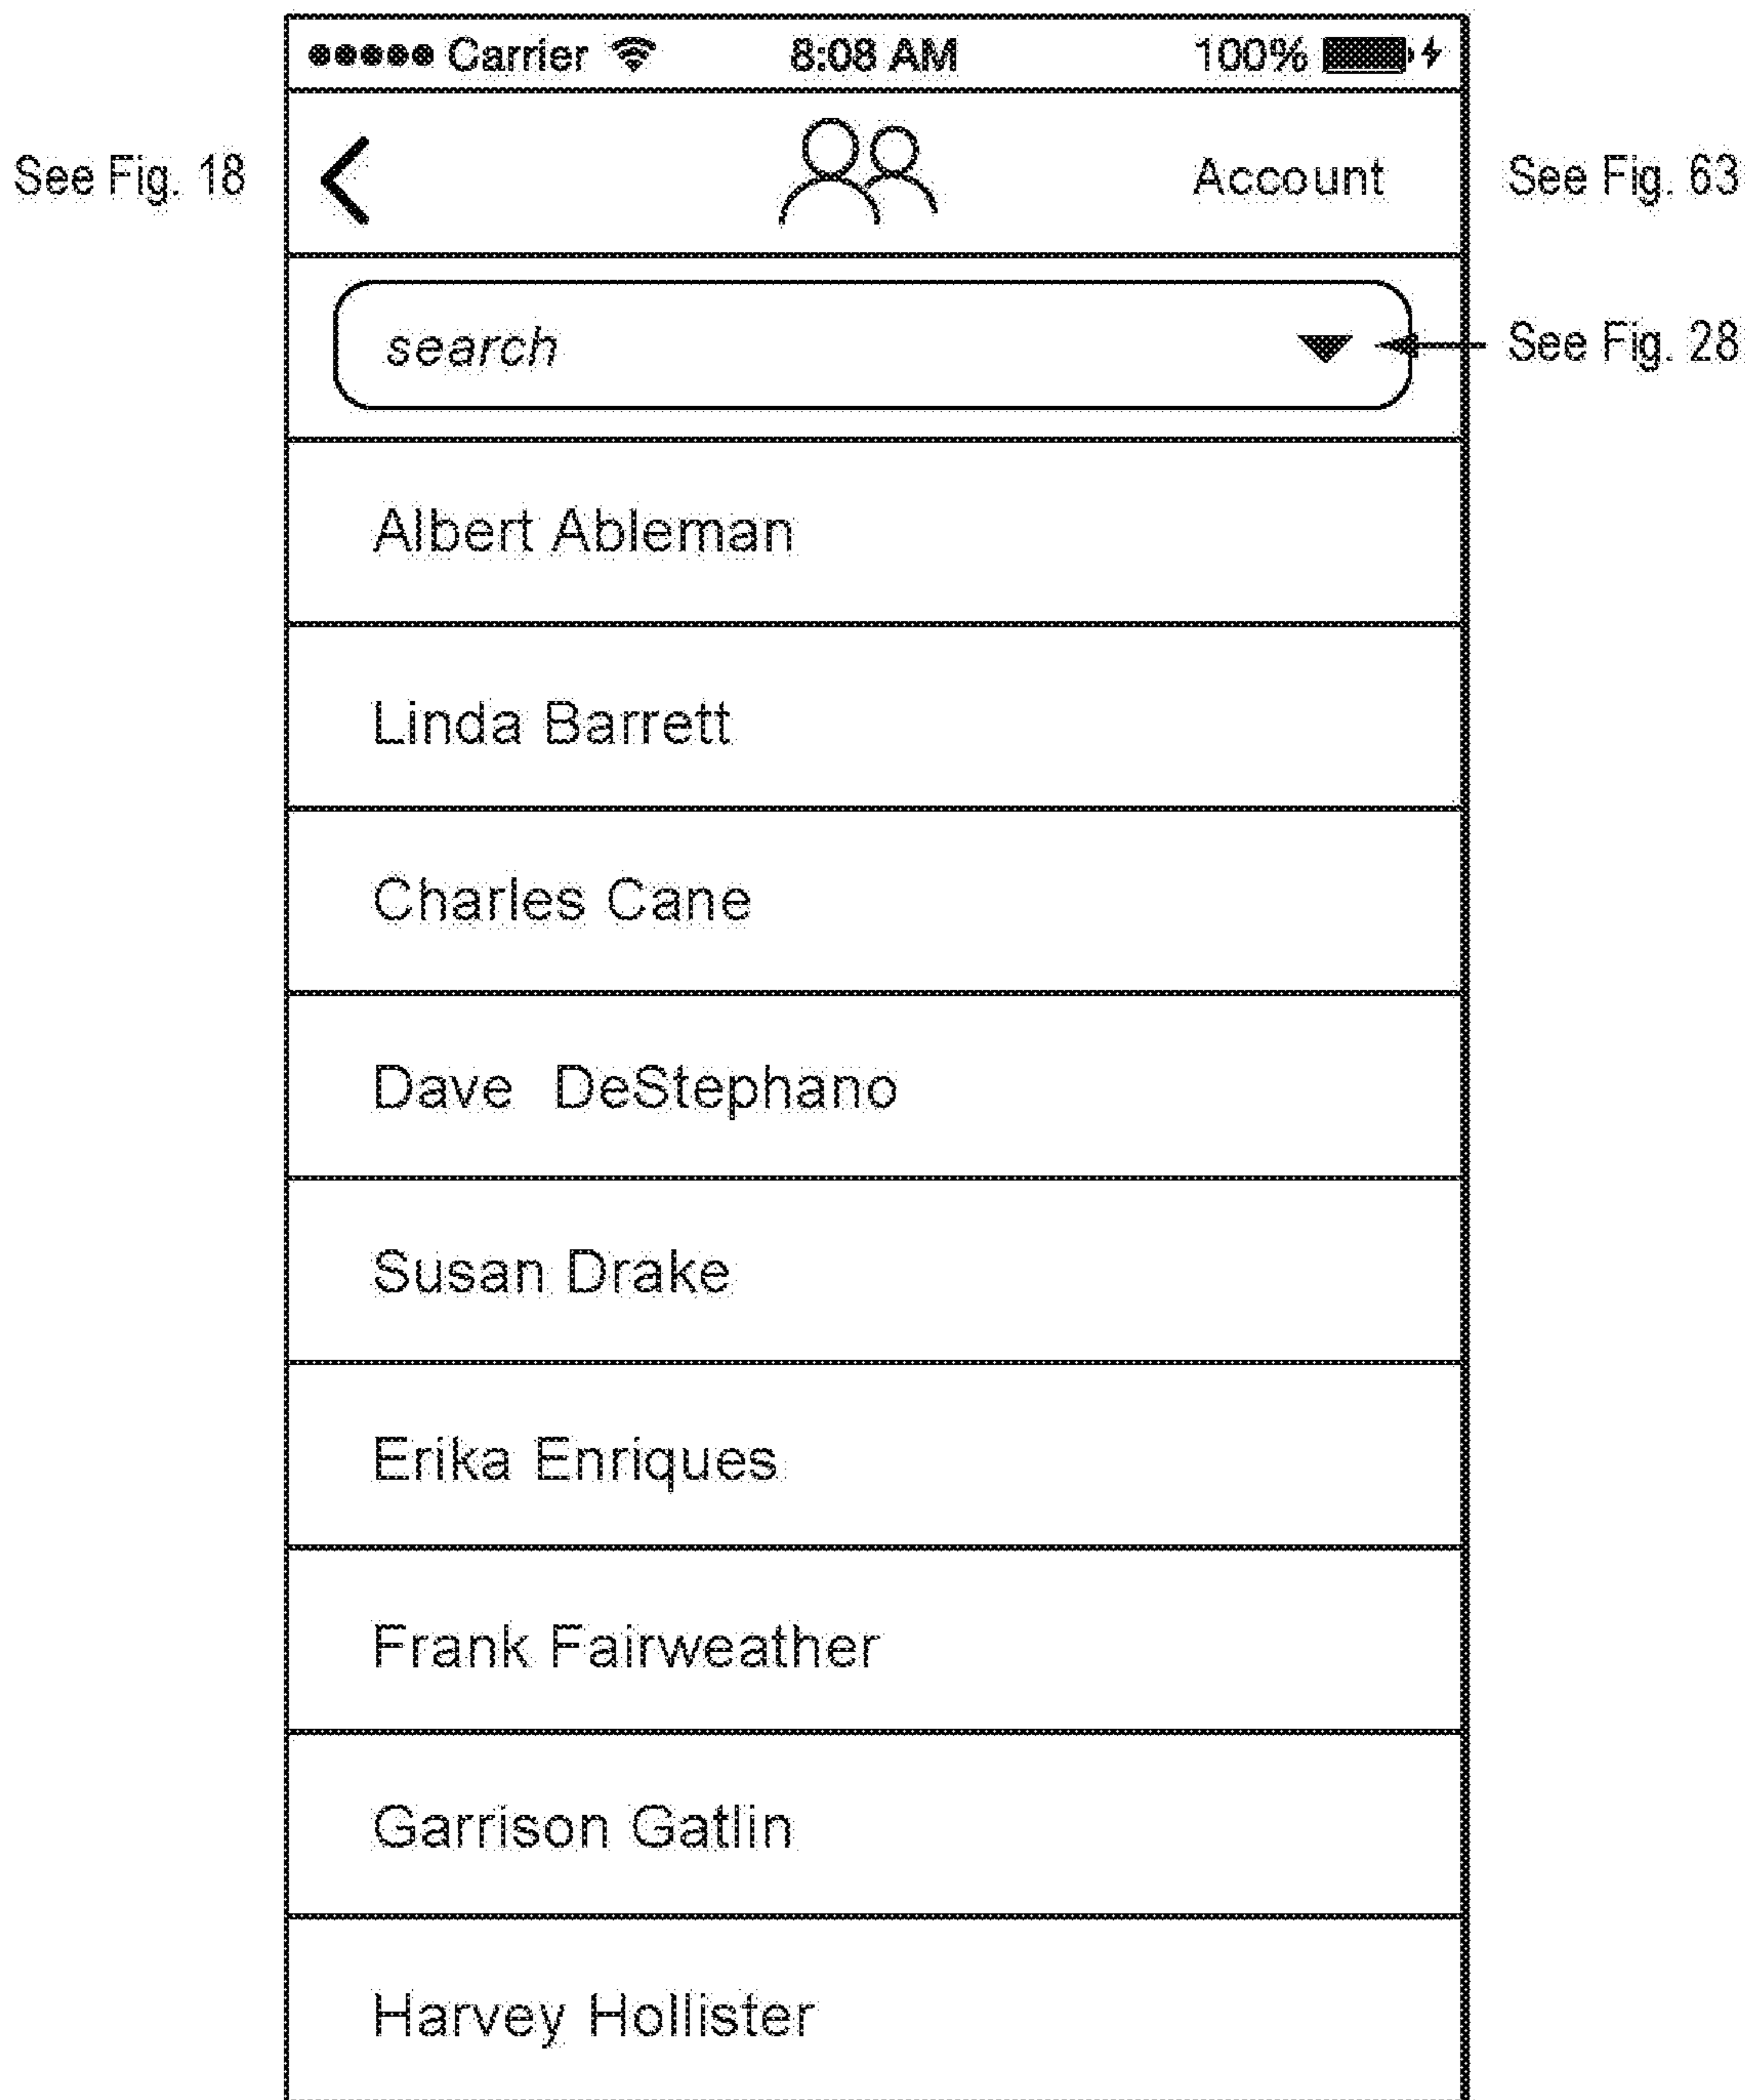 Carrier 8:08 AM 100%
See Fig. 18 Account See Fig. 63
search See Fig. 28
Albert Ableman
Linda Barrett
Charles Cane
Dave DeStephano
Susan Drake
Erika Enriques
Frank Fairweather
Garrison Gatlin
Harvey Hollister